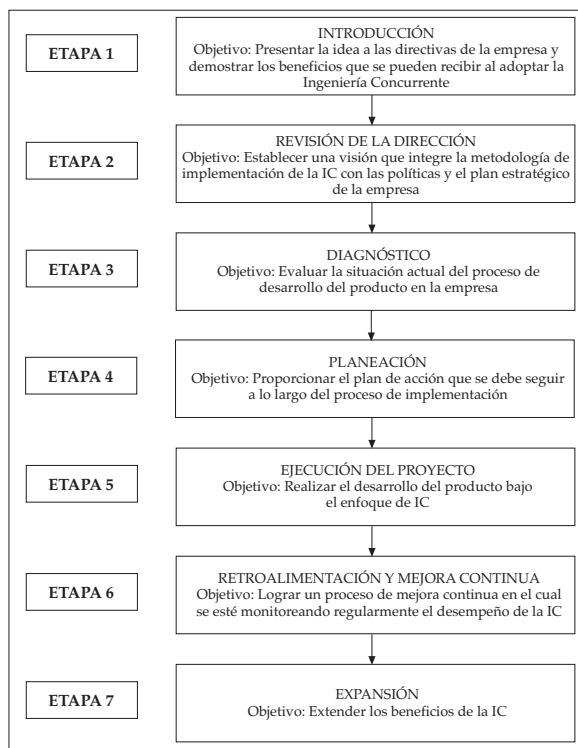 ETAPA 1
INTRODUCCIÓN
Objetivo: Presentar la idea a las directivas de la empresa y
demostrar los beneficios que se pueden recibir al adoptar la
Ingeniería Concurrente
ETAPA 2
REVISIÓN DE LA DIRECCIÓN
Objetivo: Establecer una visión que integre la metodología de
implementación de la IC con las políticas y el plan estratégico
de la empresa
ETAPA 3
DIAGNÓSTICO
Objetivo: Evaluar la situación actual del proceso de
desarrollo del producto en la empresa
ETAPA 4
PLANEACIÓN
Objetivo: Proporcionar el plan de acción que se debe seguir
a lo largo del proceso de implementación
ETAPA 5
EJECUCIÓN DEL PROYECTO
Objetivo: Realizar el desarrollo del producto bajo
el enfoque de IC
ETAPA 6
RETROALIMENTACIÓN Y MEJORA CONTINUA
Objetivo: Lograr un proceso de mejora continua en el cual
se esté monitoreando regularmente el desempeño de la IC
ETAPA 7
EXPANSIÓN
Objetivo: Extender los beneficios de la IC